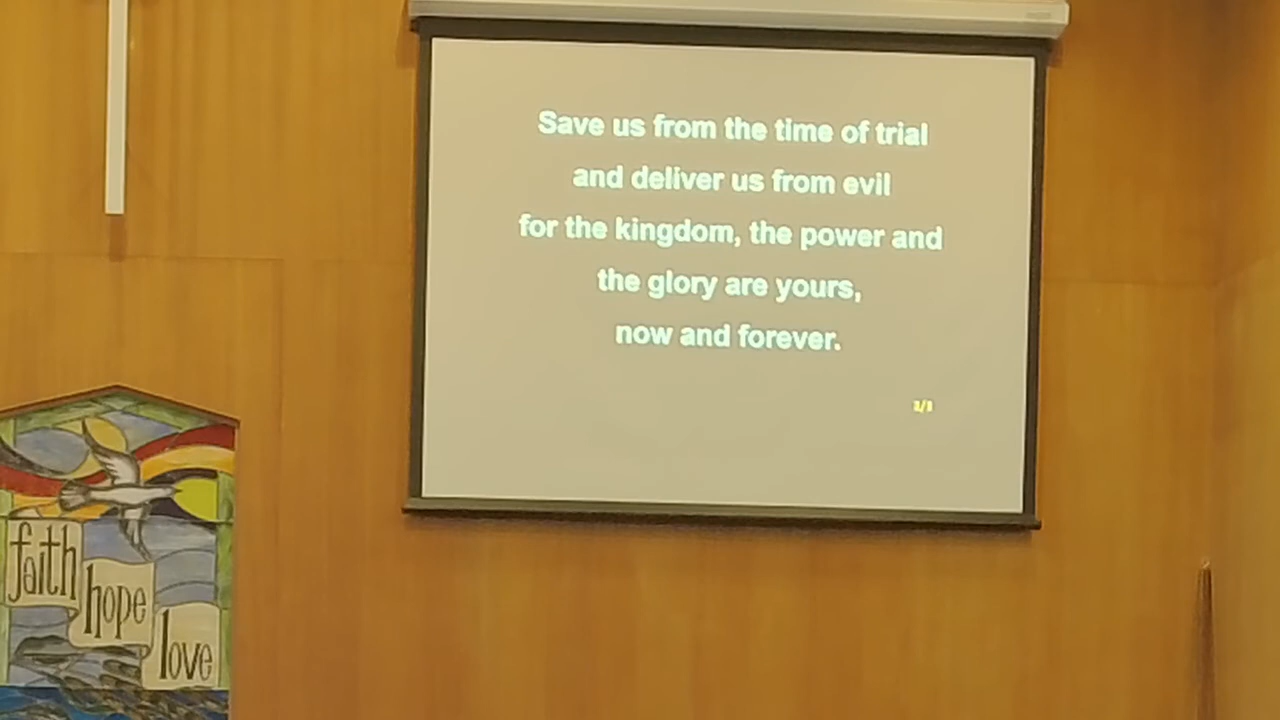 Save us from the time of trial
and deliver us from evil
for the kingdom, the power and
the glory are yours,
now and forever.
faith
hope
love